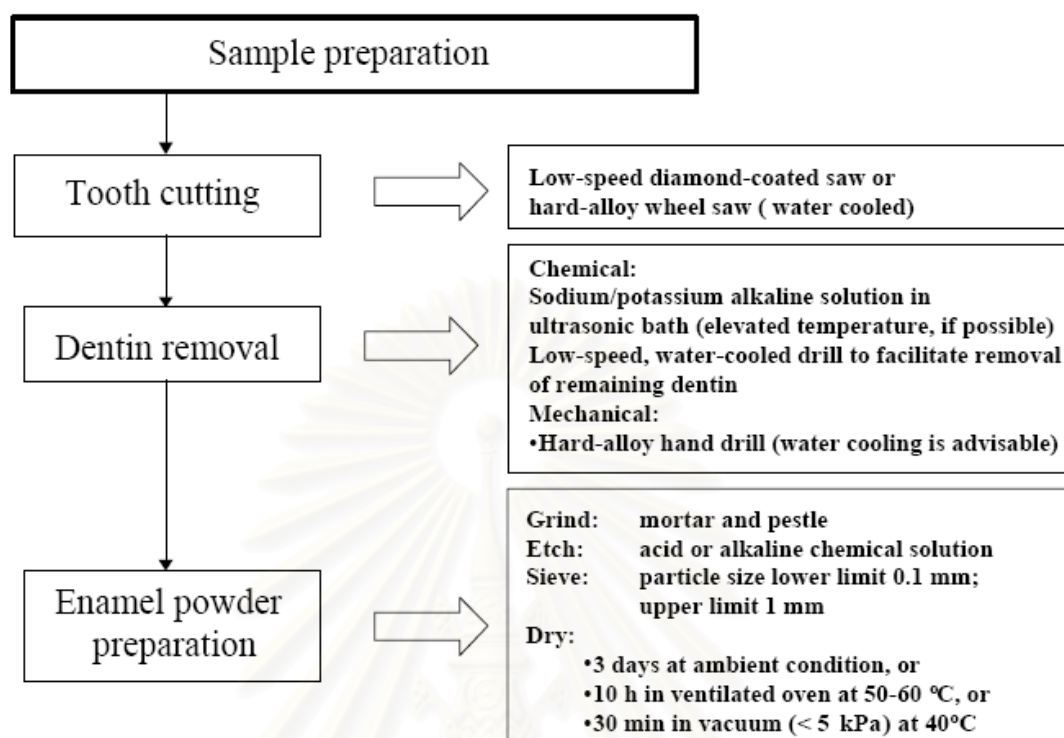 Sample preparation
Tooth cutting
Low-speed diamond-coated saw or
hard-alloy wheel saw ( water cooled)
Dentin removal
Chemical:
Sodium/potassium alkaline solution in
ultrasonic bath (elevated temperature, if possible)
Low-speed, water-cooled drill to facilitate removal
of remaining dentin
Mechanical:
•Hard-alloy hand drill (water cooling is advisable)
Enamel powder
preparation
Grind: mortar and pestle
Etch: acid or alkaline chemical solution
Sieve: particle size lower limit 0.1 mm;
upper limit 1 mm
Dry:
•3 days at ambient condition, or
•10 h in ventilated oven at 50-60 ºC, or
•30 min in vacuum (< 5 kPa) at 40°C